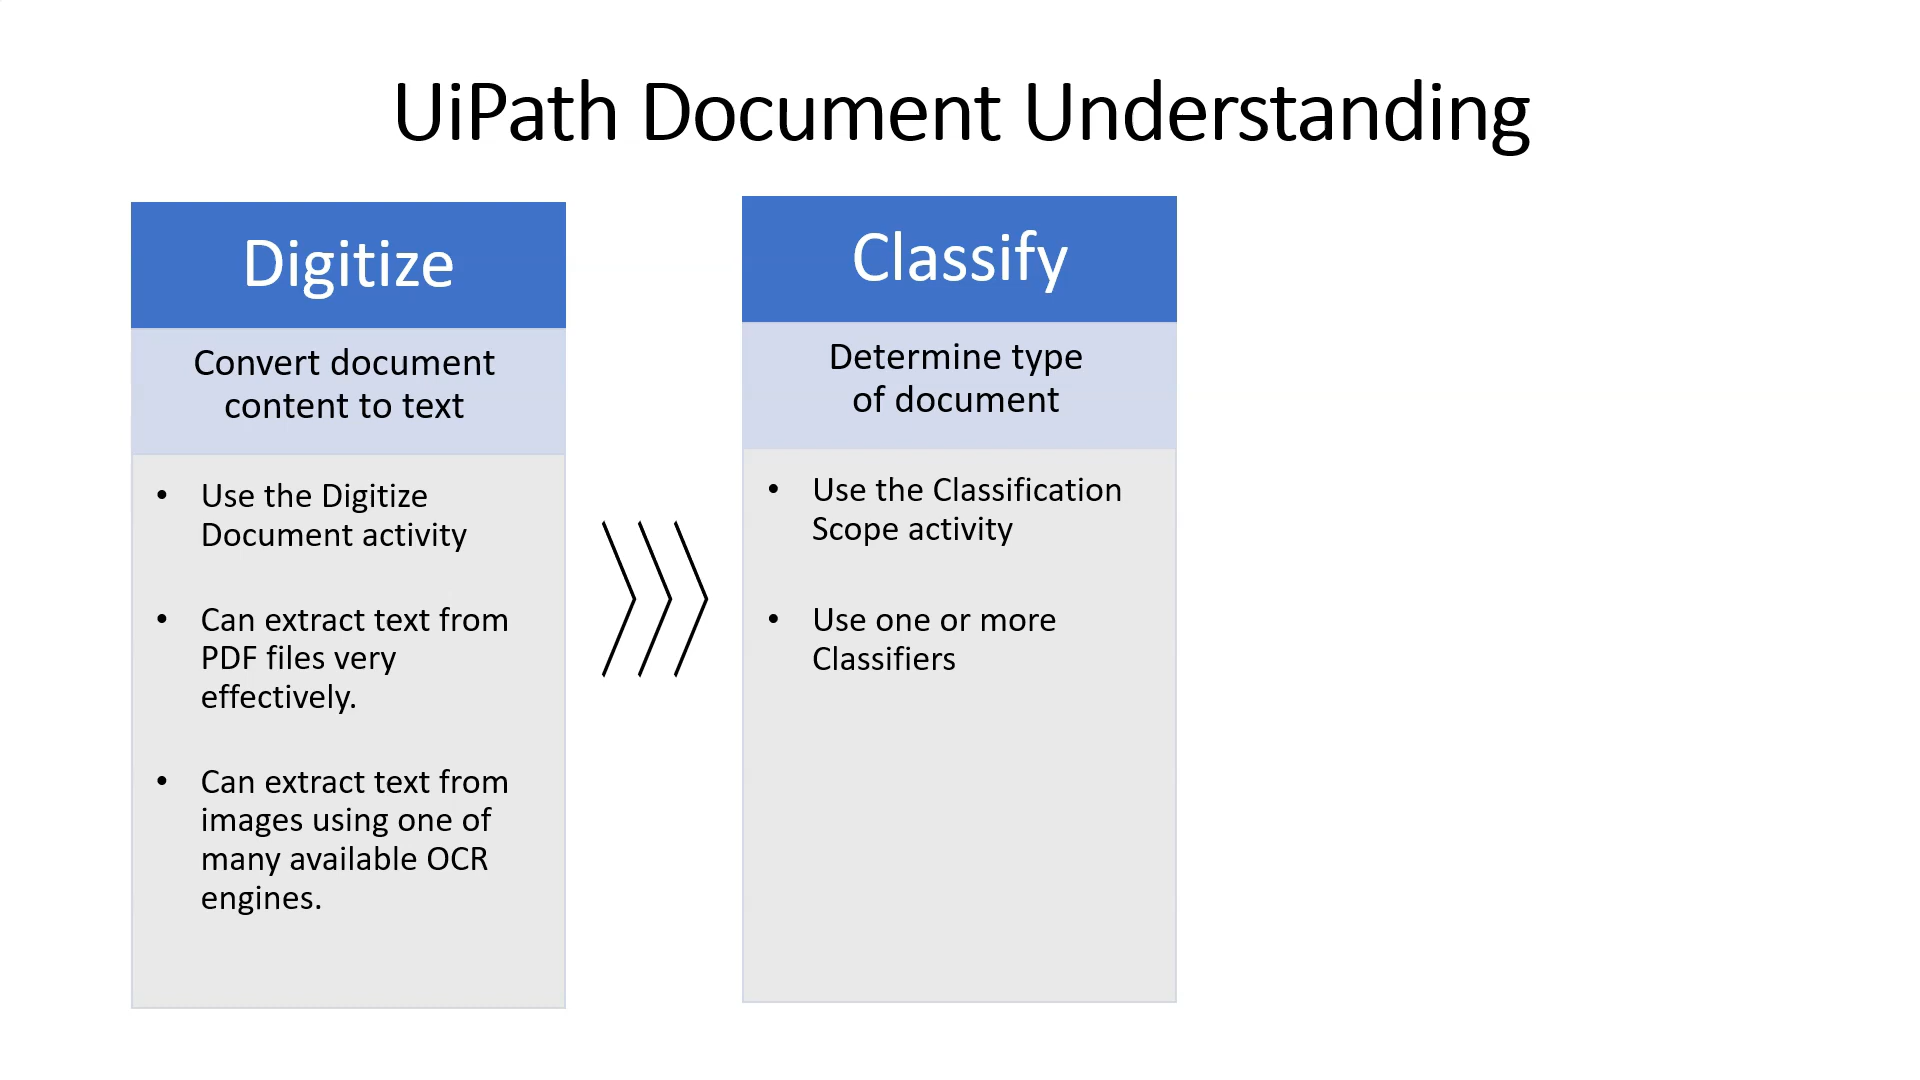 UiPath Document Understanding
Digitize
Convert document
content to text
• Use the Digitize
Document activity
• Can extract text from
PDF files very
effectively.
• Can extract text from
images using one of
many available OCR
engines.
Classify
Determine type
of document
• Use the Classification
Scope activity
• Use one or more
Classifiers